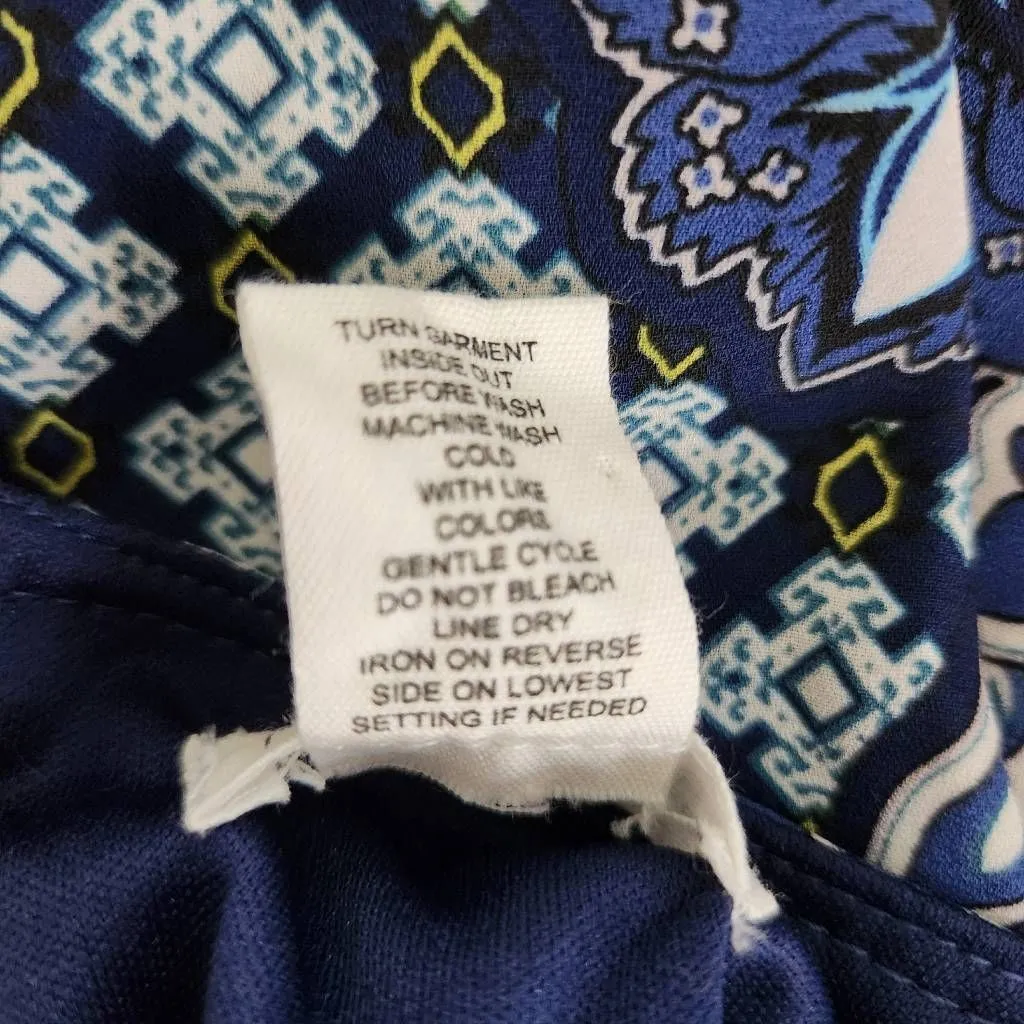 TURN GARMENT
INSIDE OUT
BEFORE WASH
MACHINE WASH
COLD
WITH LIKE
COLORS
GENTLE CYCLE
DO NOT BLEACH
LINE DRY
IRON ON REVERSE
SIDE ON LOWEST
SETTING IF NEEDED